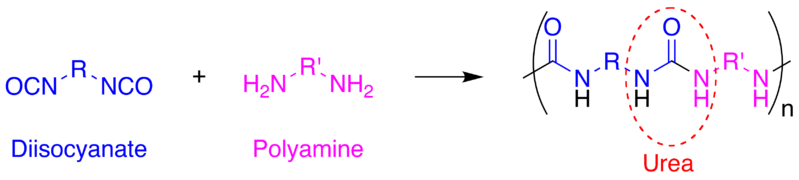 OCN R NCO + H2N R' NH2 ( O N H R N H O N H R' N H ) n
Diisocyanate Polyamine Urea